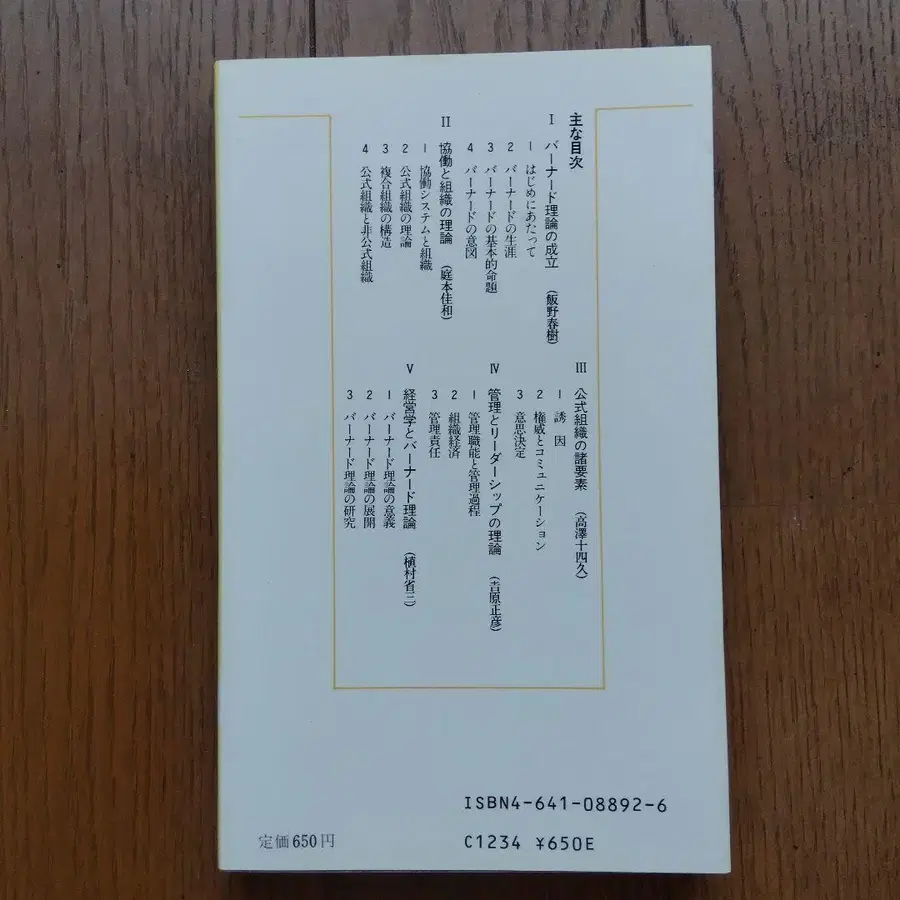 主な目次
Ⅰ バーナード理論の成立 (飯野春樹)
1 はじめにあたって
2 バーナードの生涯
3 バーナードの基本的命題
4 バーナードの意図
Ⅱ 協働と組織の理論 (庭本佳和)
1 協働システムと組織
2 公式組織の理論
3 複合組織の構造
4 公式組織と非公式組織
Ⅲ 公式組織の諸要素 (高澤十四久)
1 誘因
2 権威とコミュニケーション
3 意思決定
Ⅳ 管理とリーダーシップの理論 (吉原正彦)
1 管理職能と管理過程
2 組織経済
3 管理責任
Ⅴ 経営学とバーナード理論 (植村省三)
1 バーナード理論の意義
2 バーナード理論の展開
3 バーナード理論の研究
ISBN4-641-08892-6
C1234 ¥650E
定価650円